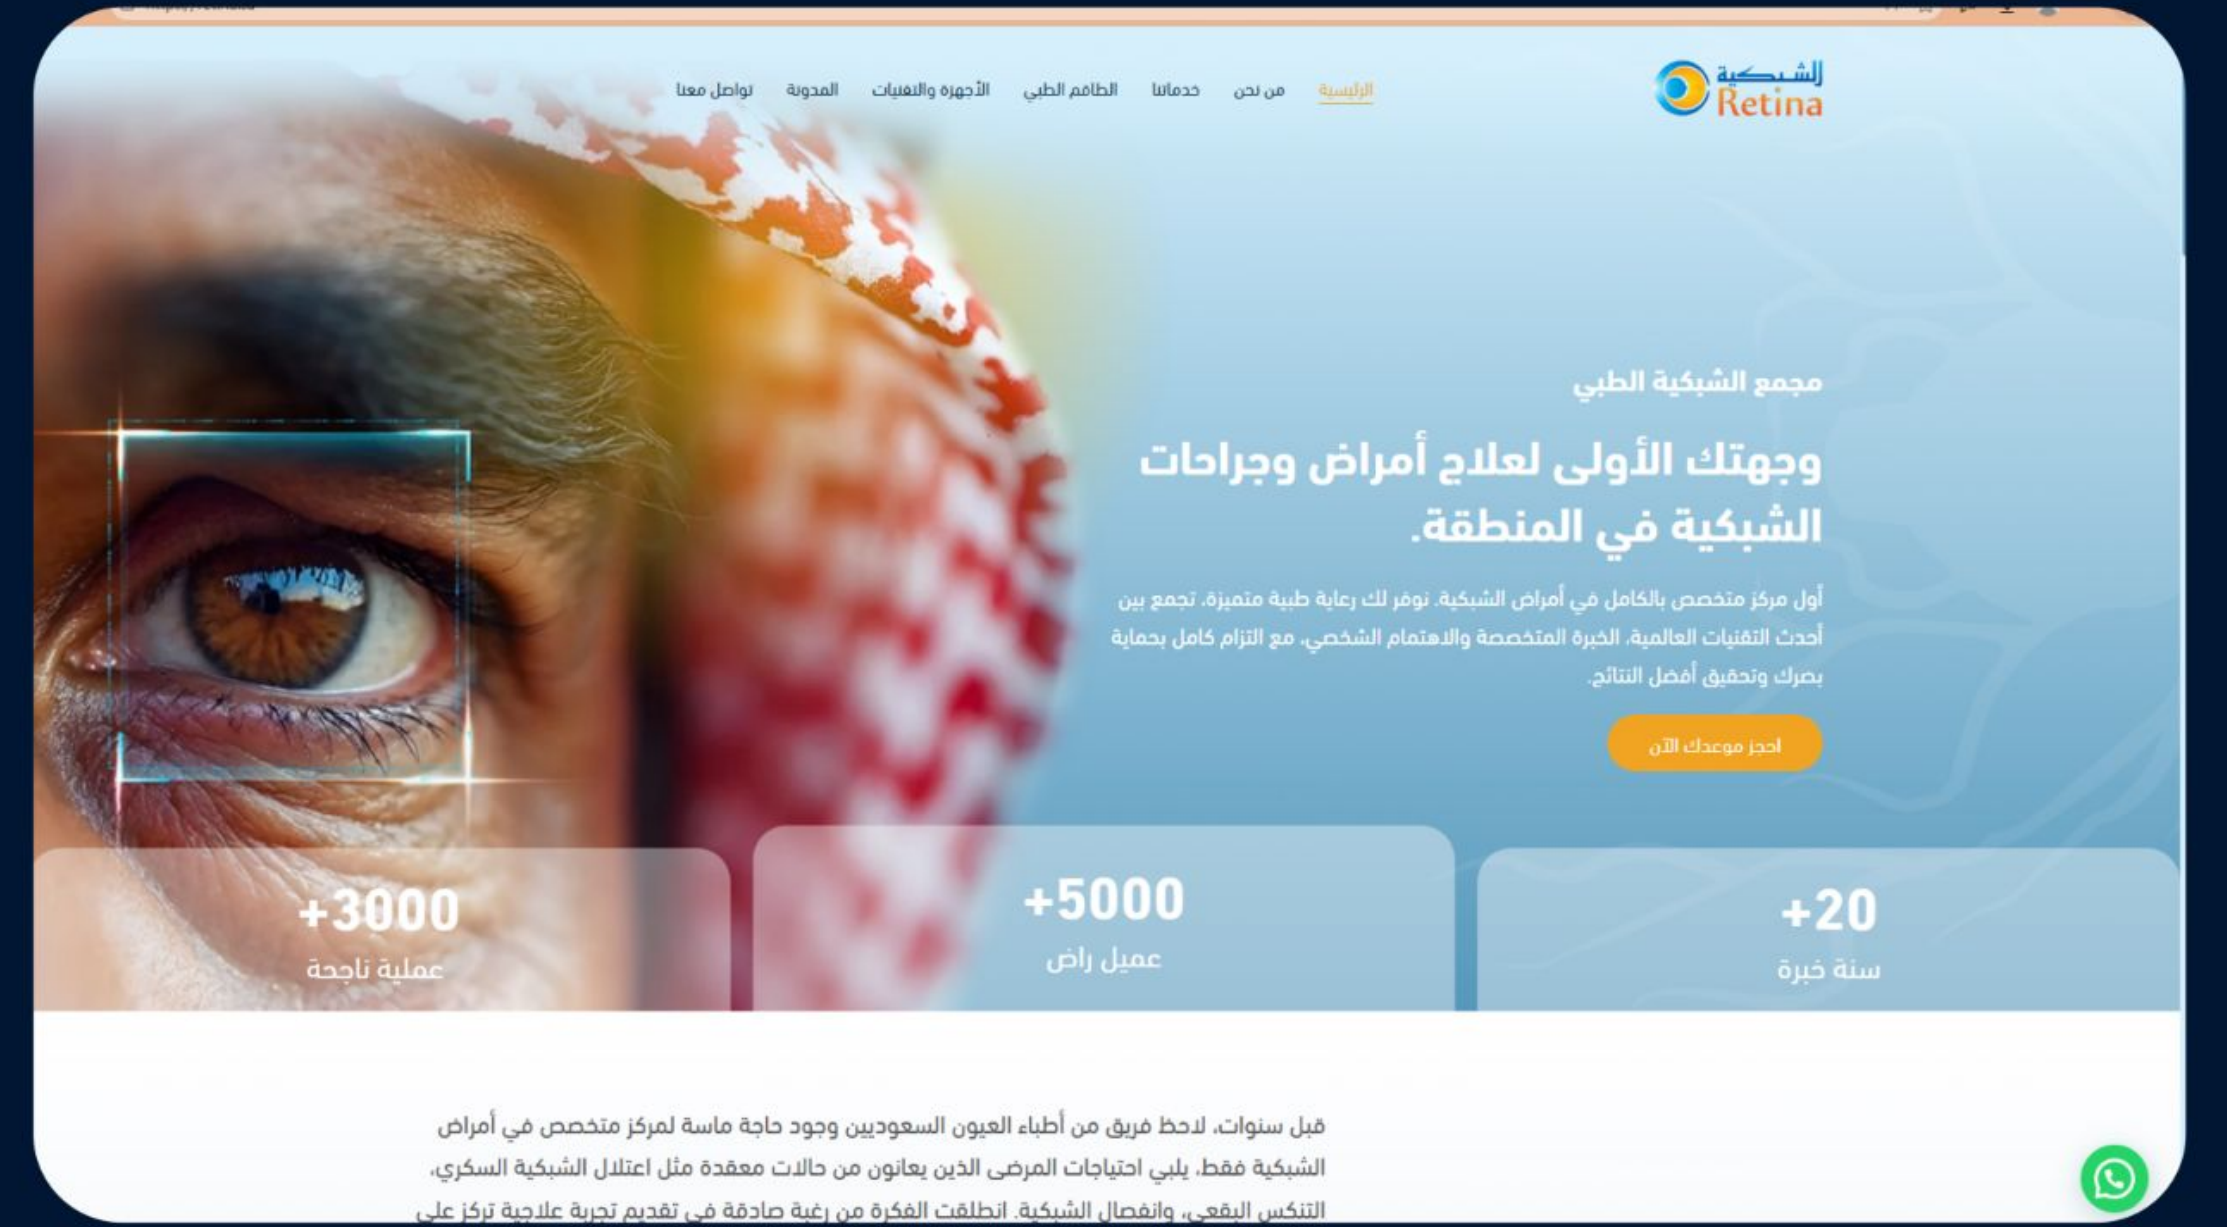 الشبكية
Retina
الرئيسية
من نحن
خدماتنا
الطاقم الطبي
الأجهزة والتقنيات
المدونة
تواصل معنا
مجمع الشبكية الطبي
وجهتك الأولى لعلاج أمراض وجراحات
الشبكية في المنطقة.
أول مركز متخصص بالكامل في أمراض الشبكية. نوفر لك رعاية طبية متميزة، تجمع بين
أحدث التقنيات العالمية، الخبرة المتخصصة والاهتمام الشخصي، مع التزام كامل بحماية
بصرك وتحقيق أفضل النتائج.
احجز موعدك الآن
+20
سنة خبرة
+5000
عميل راض
+3000
عملية ناجحة
قبل سنوات، لاحظ فريق من أطباء العيون السعوديين وجود حاجة ماسة لمركز متخصص في أمراض
الشبكية فقط، يلبي احتياجات المرضى الذين يعانون من حالات معقدة مثل اعتلال الشبكية السكري،
التنكس البقعي، وانفصال الشبكية. انطلقت الفكرة من رغبة صادقة في تقديم تجربة علاجية تركز على